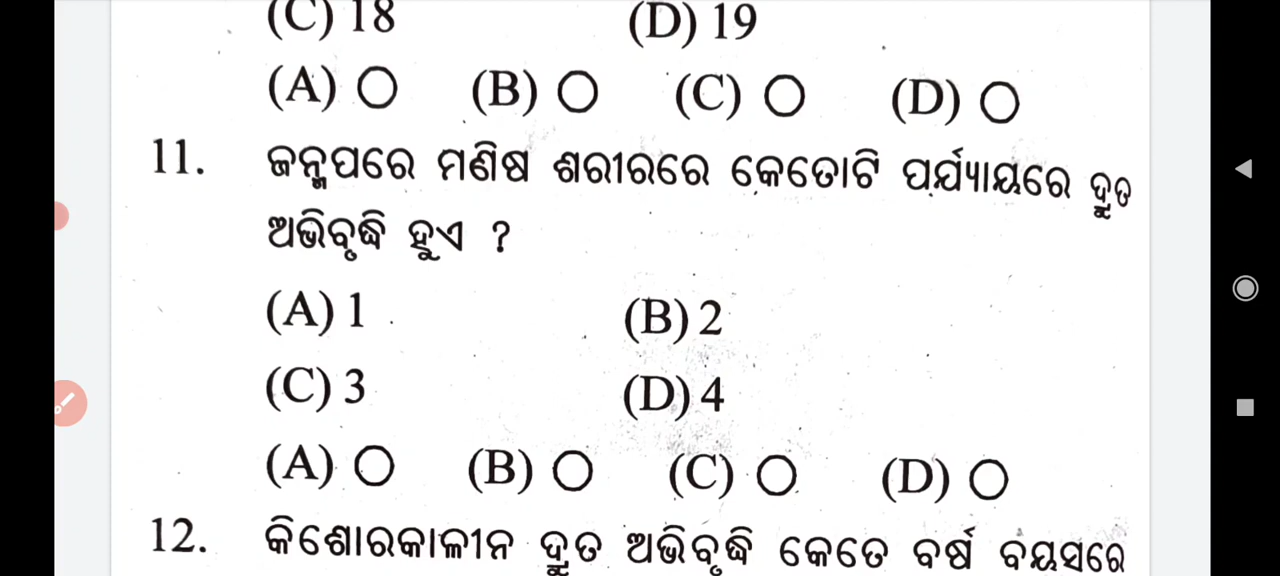 (C) 18 (D) 19
(A) ○ (B) ○ (C) ○ (D) ○
11. ଜନ୍ମପରେ ମଣିଷ ଶରୀରରେ କେତୋଟି ପର୍ଯ୍ୟାୟରେ ଦ୍ରୁତ
ଅଭିବୃଦ୍ଧି ହୁଏ ?
(A) 1 (B) 2
(C) 3 (D) 4
(A) ○ (B) ○ (C) ○ (D) ○
12. କିଶୋରକାଳୀନ ଦ୍ରୁତ ଅଭିବୃଦ୍ଧି କେତେ ବର୍ଷ ବୟସରେ